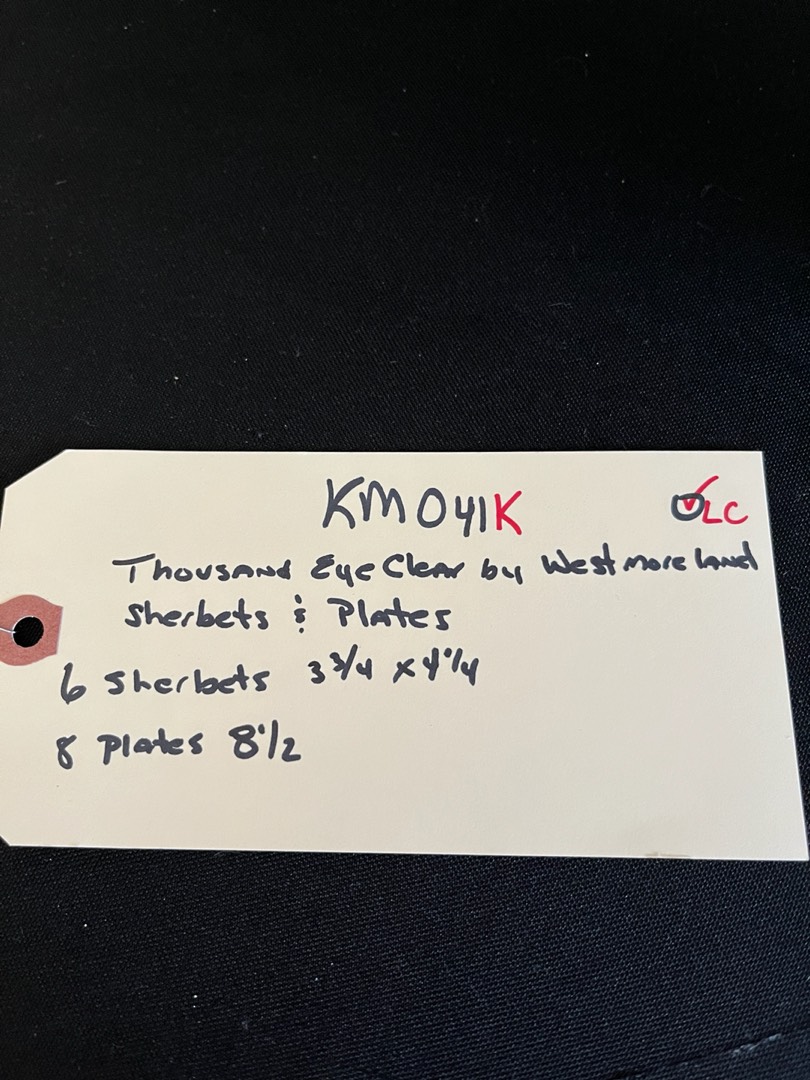 KM041K
LC
Thousand Eye Clear by Westmoreland
Sherbets & Plates
6 Sherbets 3 3/4 x 4 1/4
8 Plates 8 1/2